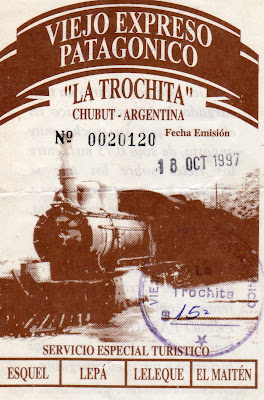 VIEJO EXPRESO
PATAGONICO
"LA TROCHITA"
CHUBUT - ARGENTINA
Nº 0020120
Fecha Emisión
18 OCT 1997
La
Trochita
15
SERVICIO ESPECIAL TURISTICO
ESQUEL LEPÁ LELEQUE EL MAITÉN